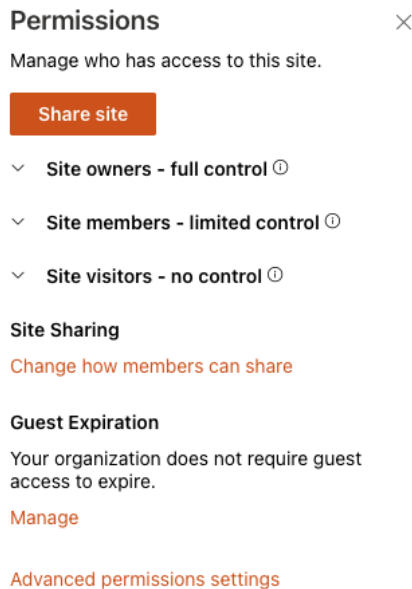 Permissions
Manage who has access to this site.
Share site
Site owners - full control
Site members - limited control
Site visitors - no control
Site Sharing
Change how members can share
Guest Expiration
Your organization does not require guest
access to expire.
Manage
Advanced permissions settings